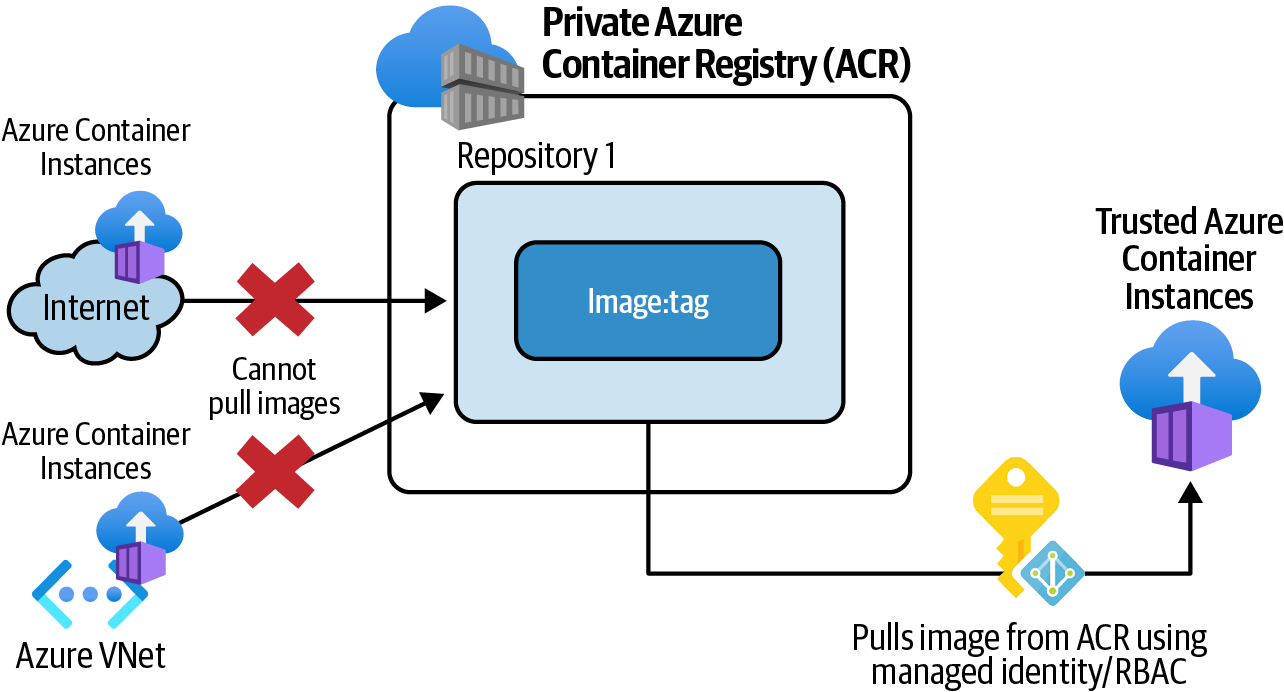 Private Azure
Container Registry (ACR)
Azure Container
Instances
Internet
Cannot
pull images
Azure Container
Instances
Azure VNet
Repository 1
Image:tag
Trusted Azure
Container
Instances
Pulls image from ACR using
managed identity/RBAC